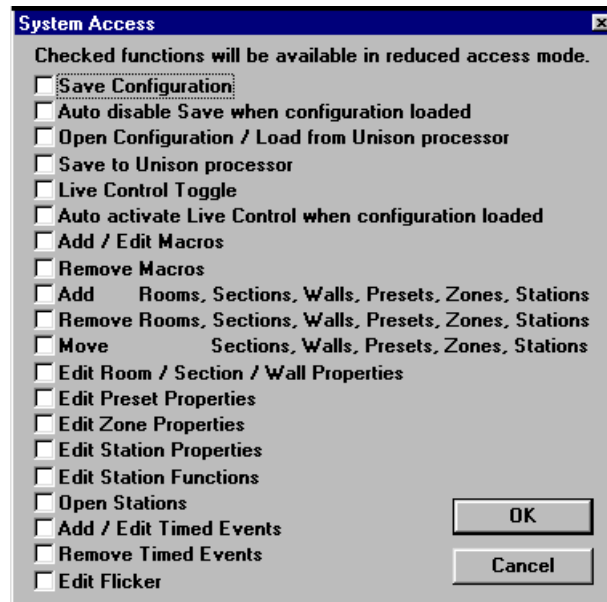 System Access
Checked functions will be available in reduced access mode.
Save Configuration
Auto disable Save when configuration loaded
Open Configuration / Load from Unison processor
Save to Unison processor
Live Control Toggle
Auto activate Live Control when configuration loaded
Add / Edit Macros
Remove Macros
Add Rooms, Sections, Walls, Presets, Zones, Stations
Remove Rooms, Sections, Walls, Presets, Zones, Stations
Move Sections, Walls, Presets, Zones, Stations
Edit Room / Section / Wall Properties
Edit Preset Properties
Edit Zone Properties
Edit Station Properties
Edit Station Functions
Open Stations
Add / Edit Timed Events
Remove Timed Events
Edit Flicker
OK
Cancel